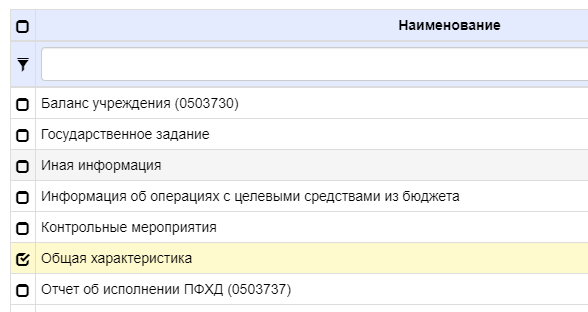 Наименование
Баланс учреждения (0503730)
Государственное задание
Иная информация
Информация об операциях с целевыми средствами из бюджета
Контрольные мероприятия
Общая характеристика
Отчет об исполнении ПФХД (0503737)